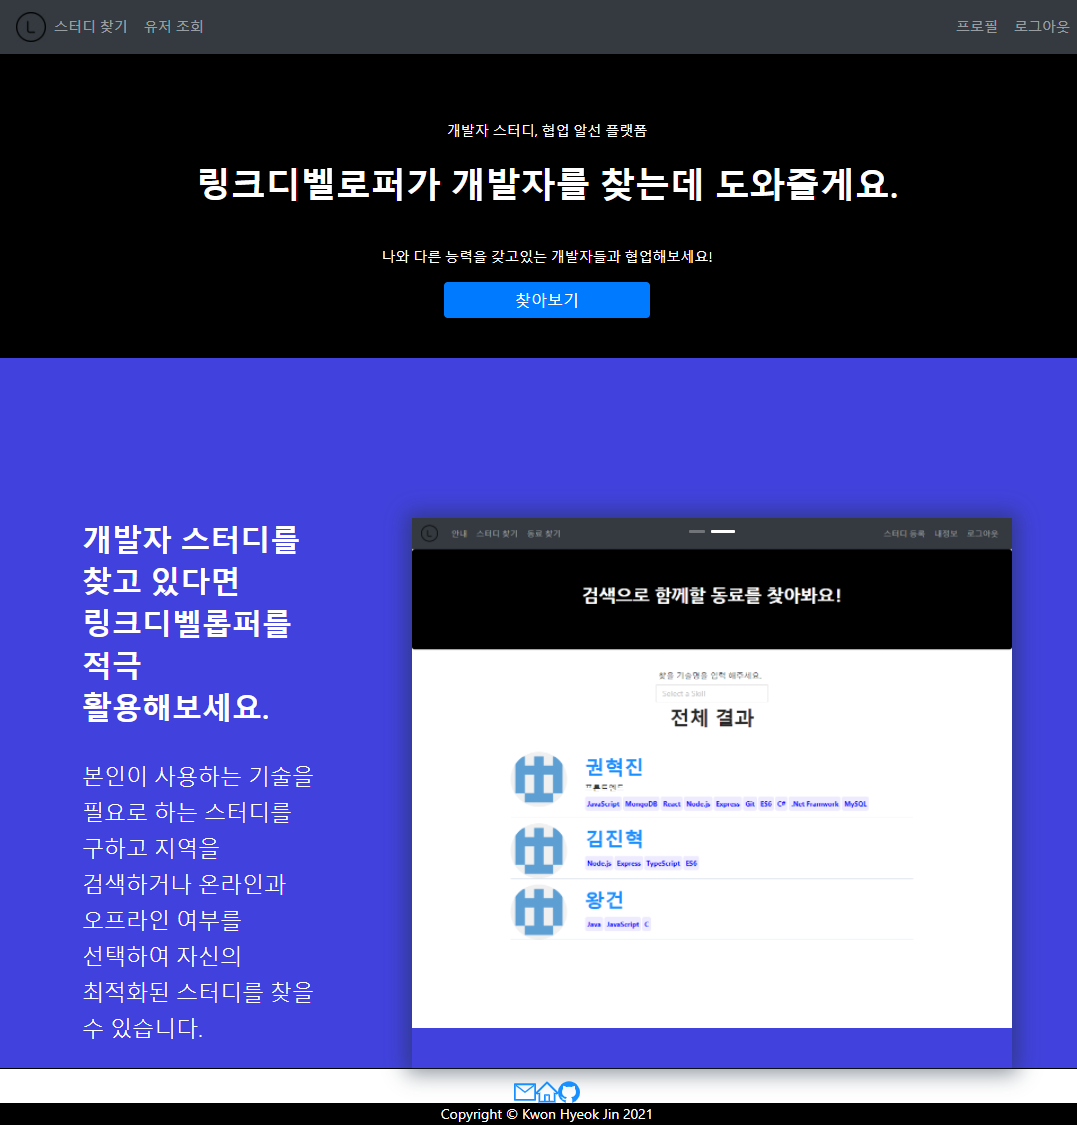 L 스터디 찾기 유저 조회 프로필 로그아웃
개발자 스터디, 협업 알선 플랫폼
링크디벨로퍼가 개발자를 찾는데 도와줄게요.
나와 다른 능력을 갖고있는 개발자들과 협업해보세요!
찾아보기
개발자 스터디를
찾고 있다면
링크디벨롭퍼를
적극
활용해보세요.
본인이 사용하는 기술을
필요로 하는 스터디를
구하고 지역을
검색하거나 온라인과
오프라인 여부를
선택하여 자신의
최적화된 스터디를 찾을
수 있습니다.
L 안내 스터디 찾기 동료 찾기 스터디 등록 내정보 로그아웃
검색으로 함께할 동료를 찾아봐요!
찾을 기술명을 입력 해주세요.
Select a Skill
전체 결과
권혁진
JavaScript MongoDB React Node.js Express Git ES6 C# .Net Framwork MySQL
김진혁
Node.js Express TypeScript ES6
왕건
Java JavaScript C
Copyright © Kwon Hyeok Jin 2021